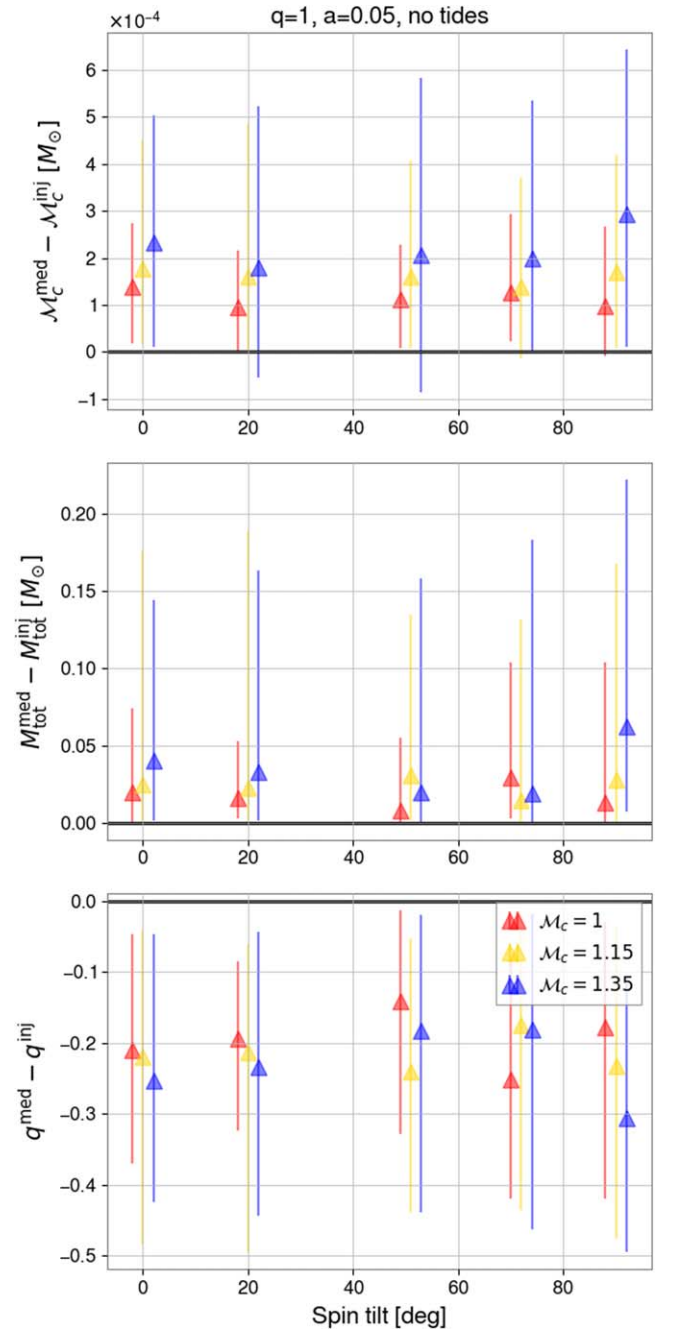 q=1, a=0.05, no tides
×10⁻⁴
6
5
4
3
2
1
0
−1
ℳ_c^med − ℳ_c^inj [M_⊙]
0 20 40 60 80
0.20
0.15
0.10
0.05
0.00
M_tot^med − M_tot^inj [M_⊙]
0 20 40 60 80
0.0
−0.1
−0.2
−0.3
−0.4
−0.5
q^med − q^inj
ℳ_c = 1
ℳ_c = 1.15
ℳ_c = 1.35
0 20 40 60 80
Spin tilt [deg]